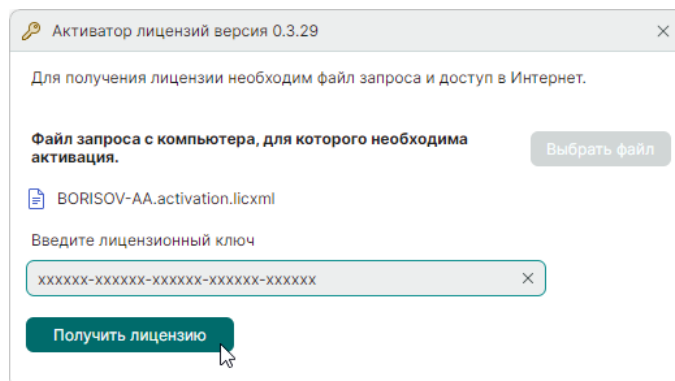 Активатор лицензий версия 0.3.29
Для получения лицензии необходим файл запроса и доступ в Интернет.
Файл запроса с компьютера, для которого необходима
активация.
Выбрать файл
BORISOV-AA.activation.licxml
Введите лицензионный ключ
xxxxxx-xxxxxx-xxxxxx-xxxxxx-xxxxxx
Получить лицензию